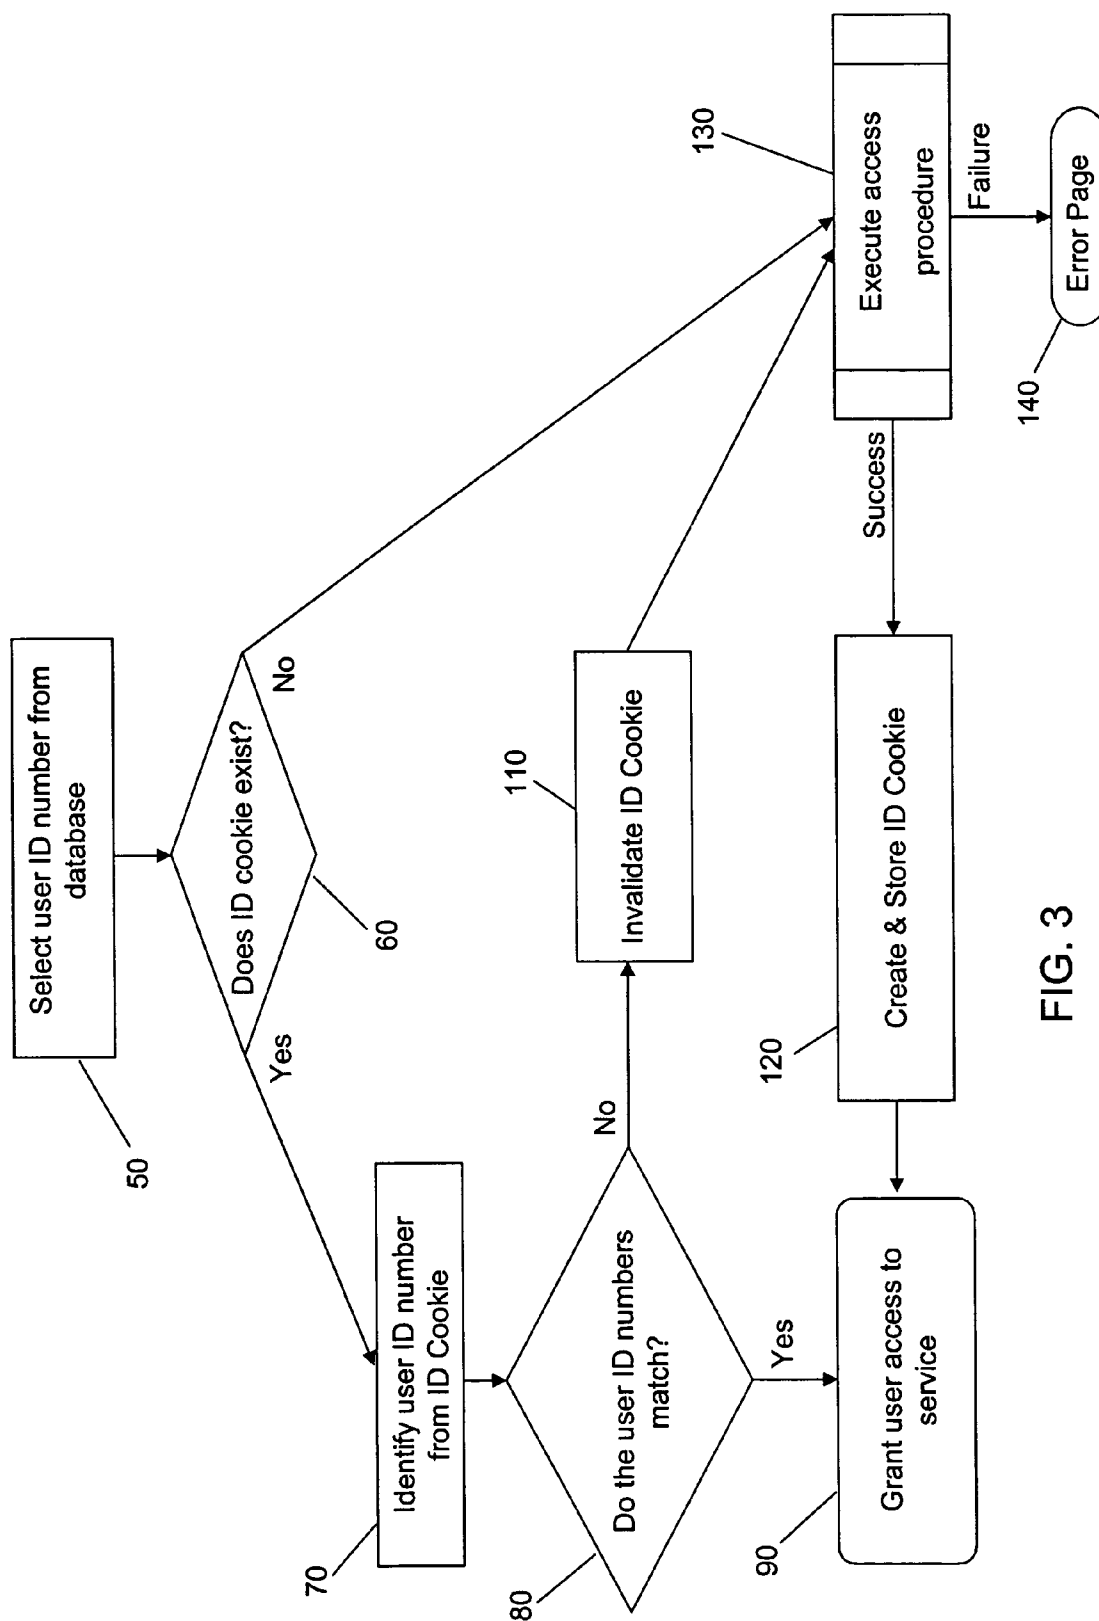 Select user ID number from
database
50
Does ID cookie exist?
60
Yes
No
Identify user ID number
from ID Cookie
70
Do the user ID numbers
match?
80
No
Yes
Invalidate ID Cookie
110
Execute access
procedure
130
Success
Failure
Grant user access to
service
90
Create & Store ID Cookie
120
Error Page
140
FIG. 3